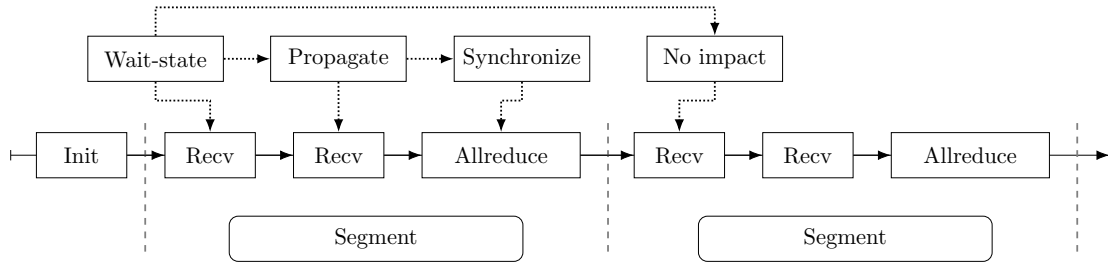 Wait-state
Propagate
Synchronize
No impact
Init
Recv
Recv
Allreduce
Recv
Recv
Allreduce
Segment
Segment